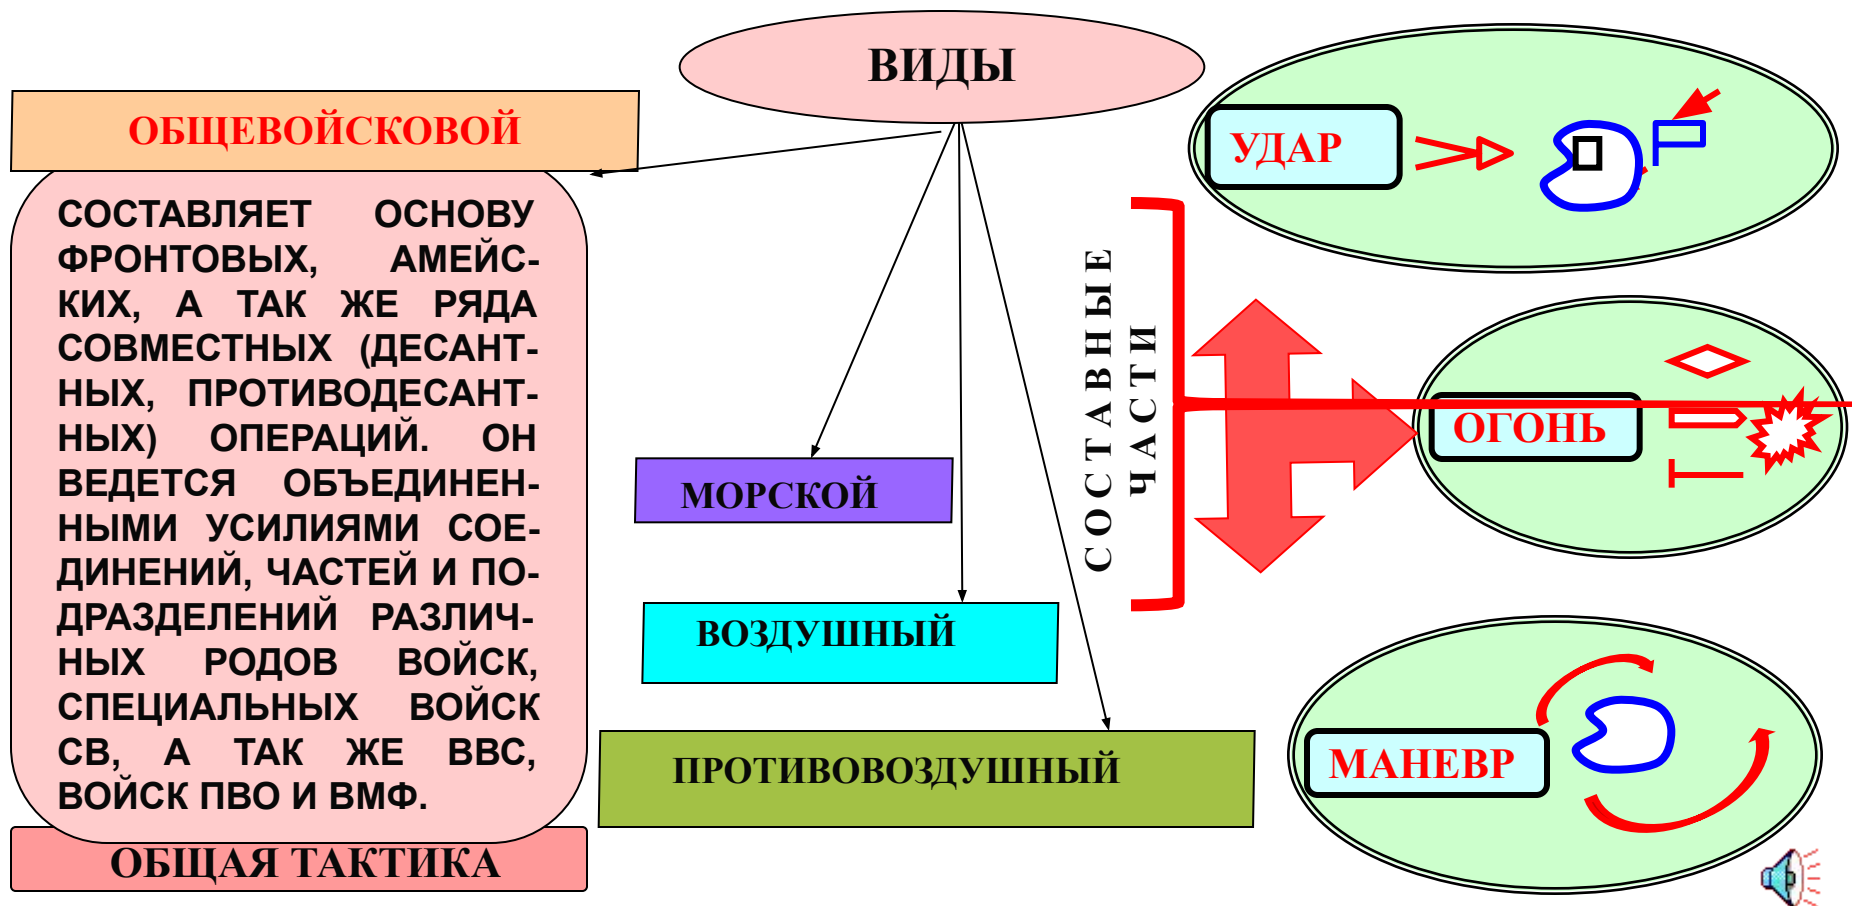 ВИДЫ
ОБЩЕВОЙСКОВОЙ
СОСТАВЛЯЕТ ОСНОВУ
ФРОНТОВЫХ, АМЕЙС-
КИХ, А ТАК ЖЕ РЯДА
СОВМЕСТНЫХ (ДЕСАНТ-
НЫХ, ПРОТИВОДЕСАНТ-
НЫХ) ОПЕРАЦИЙ. ОН
ВЕДЕТСЯ ОБЪЕДИНЕН-
НЫМИ УСИЛИЯМИ СОЕ-
ДИНЕНИЙ, ЧАСТЕЙ И ПО-
ДРАЗДЕЛЕНИЙ РАЗЛИЧ-
НЫХ РОДОВ ВОЙСК,
СПЕЦИАЛЬНЫХ ВОЙСК
СВ, А ТАК ЖЕ ВВС,
ВОЙСК ПВО И ВМФ.
ОБЩАЯ ТАКТИКА
МОРСКОЙ
ВОЗДУШНЫЙ
ПРОТИВОВОЗДУШНЫЙ
СОСТАВНЫЕ
ЧАСТИ
УДАР
ОГОНЬ
МАНЕВР